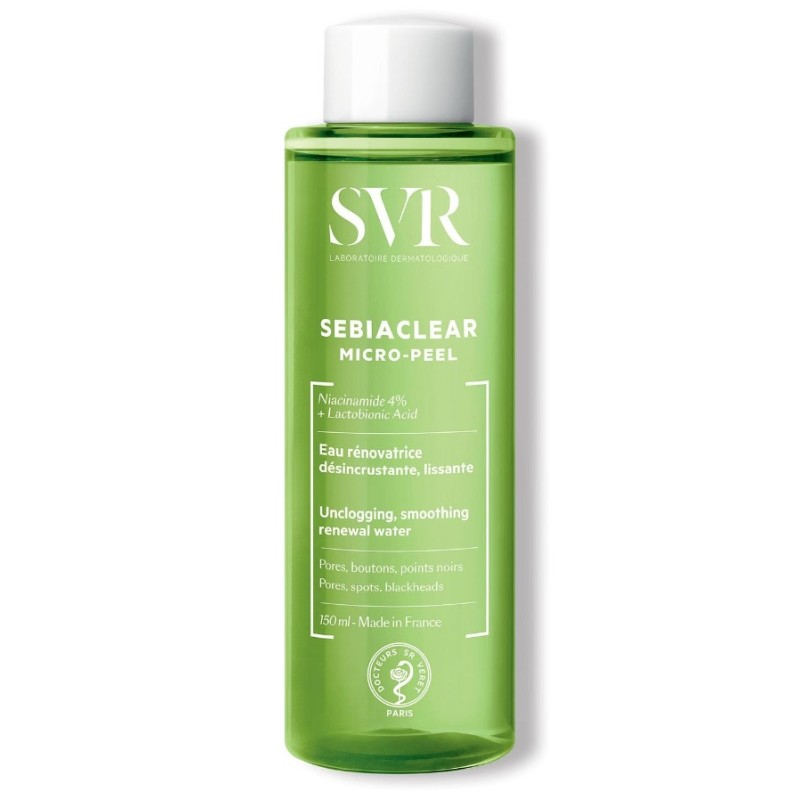 SVR
LABORATOIRE DERMATOLOGIQUE
SEBIACLEAR
MICRO-PEEL
Niacinamide 4%
+ Lactobionic Acid
Eau rénovatrice
désincrustante, lissante
Unclogging, smoothing
renewal water
Pores, boutons, points noirs
Pores, spots, blackheads
150 ml - Made in France
DOCTEURS SR VERET
PARIS